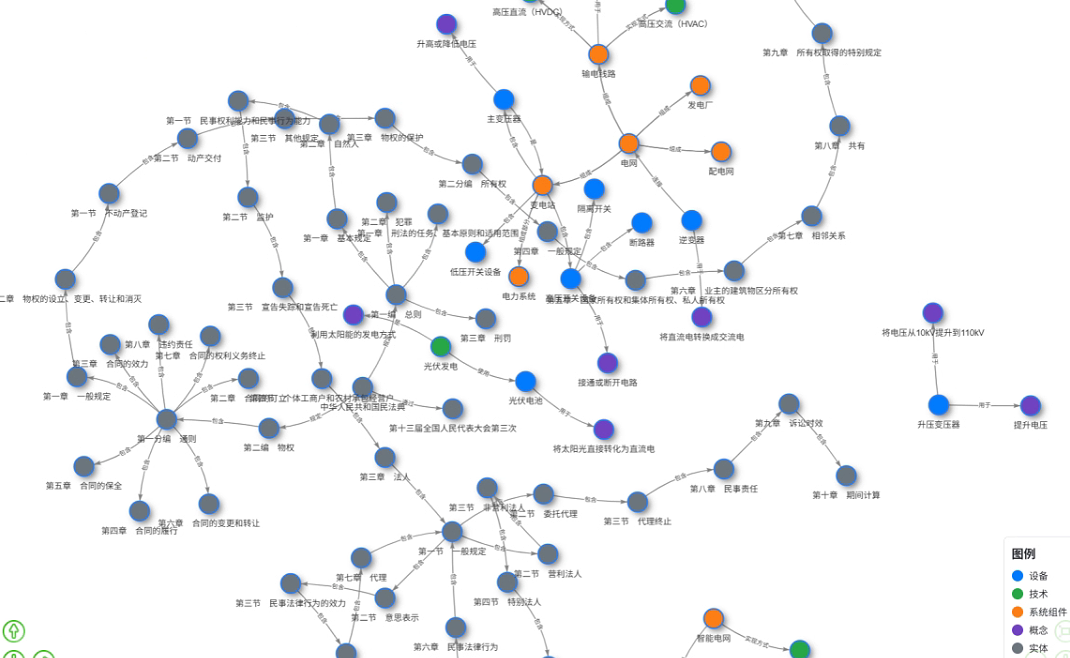 高压直流（HVDC）
高压交流（HVAC）
升高或降低电压
第九章 所有权取得的特别规定
输电线路
发电厂
主变压器
第一节 民事权利能力和民事行为能力
第三节 其他规定
第二章 自然人
第三章 物权的保护
第八章 共有
第二节 动产交付
电网
配电网
第二分编 所有权
变电站
隔离开关
第一节 不动产登记
第二节 监护
第二章 犯罪
第一章 刑法的任务、基本原则和适用范围
第一章 基本规定
断路器
逆变器
第七章 相邻关系
第四章 一般规定
低压开关设备
电力系统
第六章 业主的建筑物区分所有权
二章 物权的设立、变更、转让和消灭
第三节 宣告失踪和宣告死亡
第一编 总则
利用太阳能的发电方式
第三章 刑罚
将直流电转换成交流电
将电压从10kV提升到110kV
第八章 违约责任
第七章 合同的权利义务终止
第三章 合同的效力
光伏发电
接通或断开电路
第一章 一般规定
中华人民共和国民法典
光伏电池
第十三届全国人民代表大会第三次
升压变压器
用于
提升电压
第九章 诉讼时效
第一分编 通则
第二编 物权
将太阳光直接转化为直流电
第三章 法人
第五章 合同的保全
第八章 民事责任
第十章 期间计算
第四章 合同的履行
第六章 合同的变更和转让
第三节 非营利法人
第二节 委托代理
第三节 代理终止
第一节 一般规定
第七章 代理
第二节 营利法人
第三节 民事法律行为的效力
第二节 意思表示
第四节 特别法人
第六章 民事法律行为
智能电网
实现方式
图例
设备
技术
系统组件
概念
实体